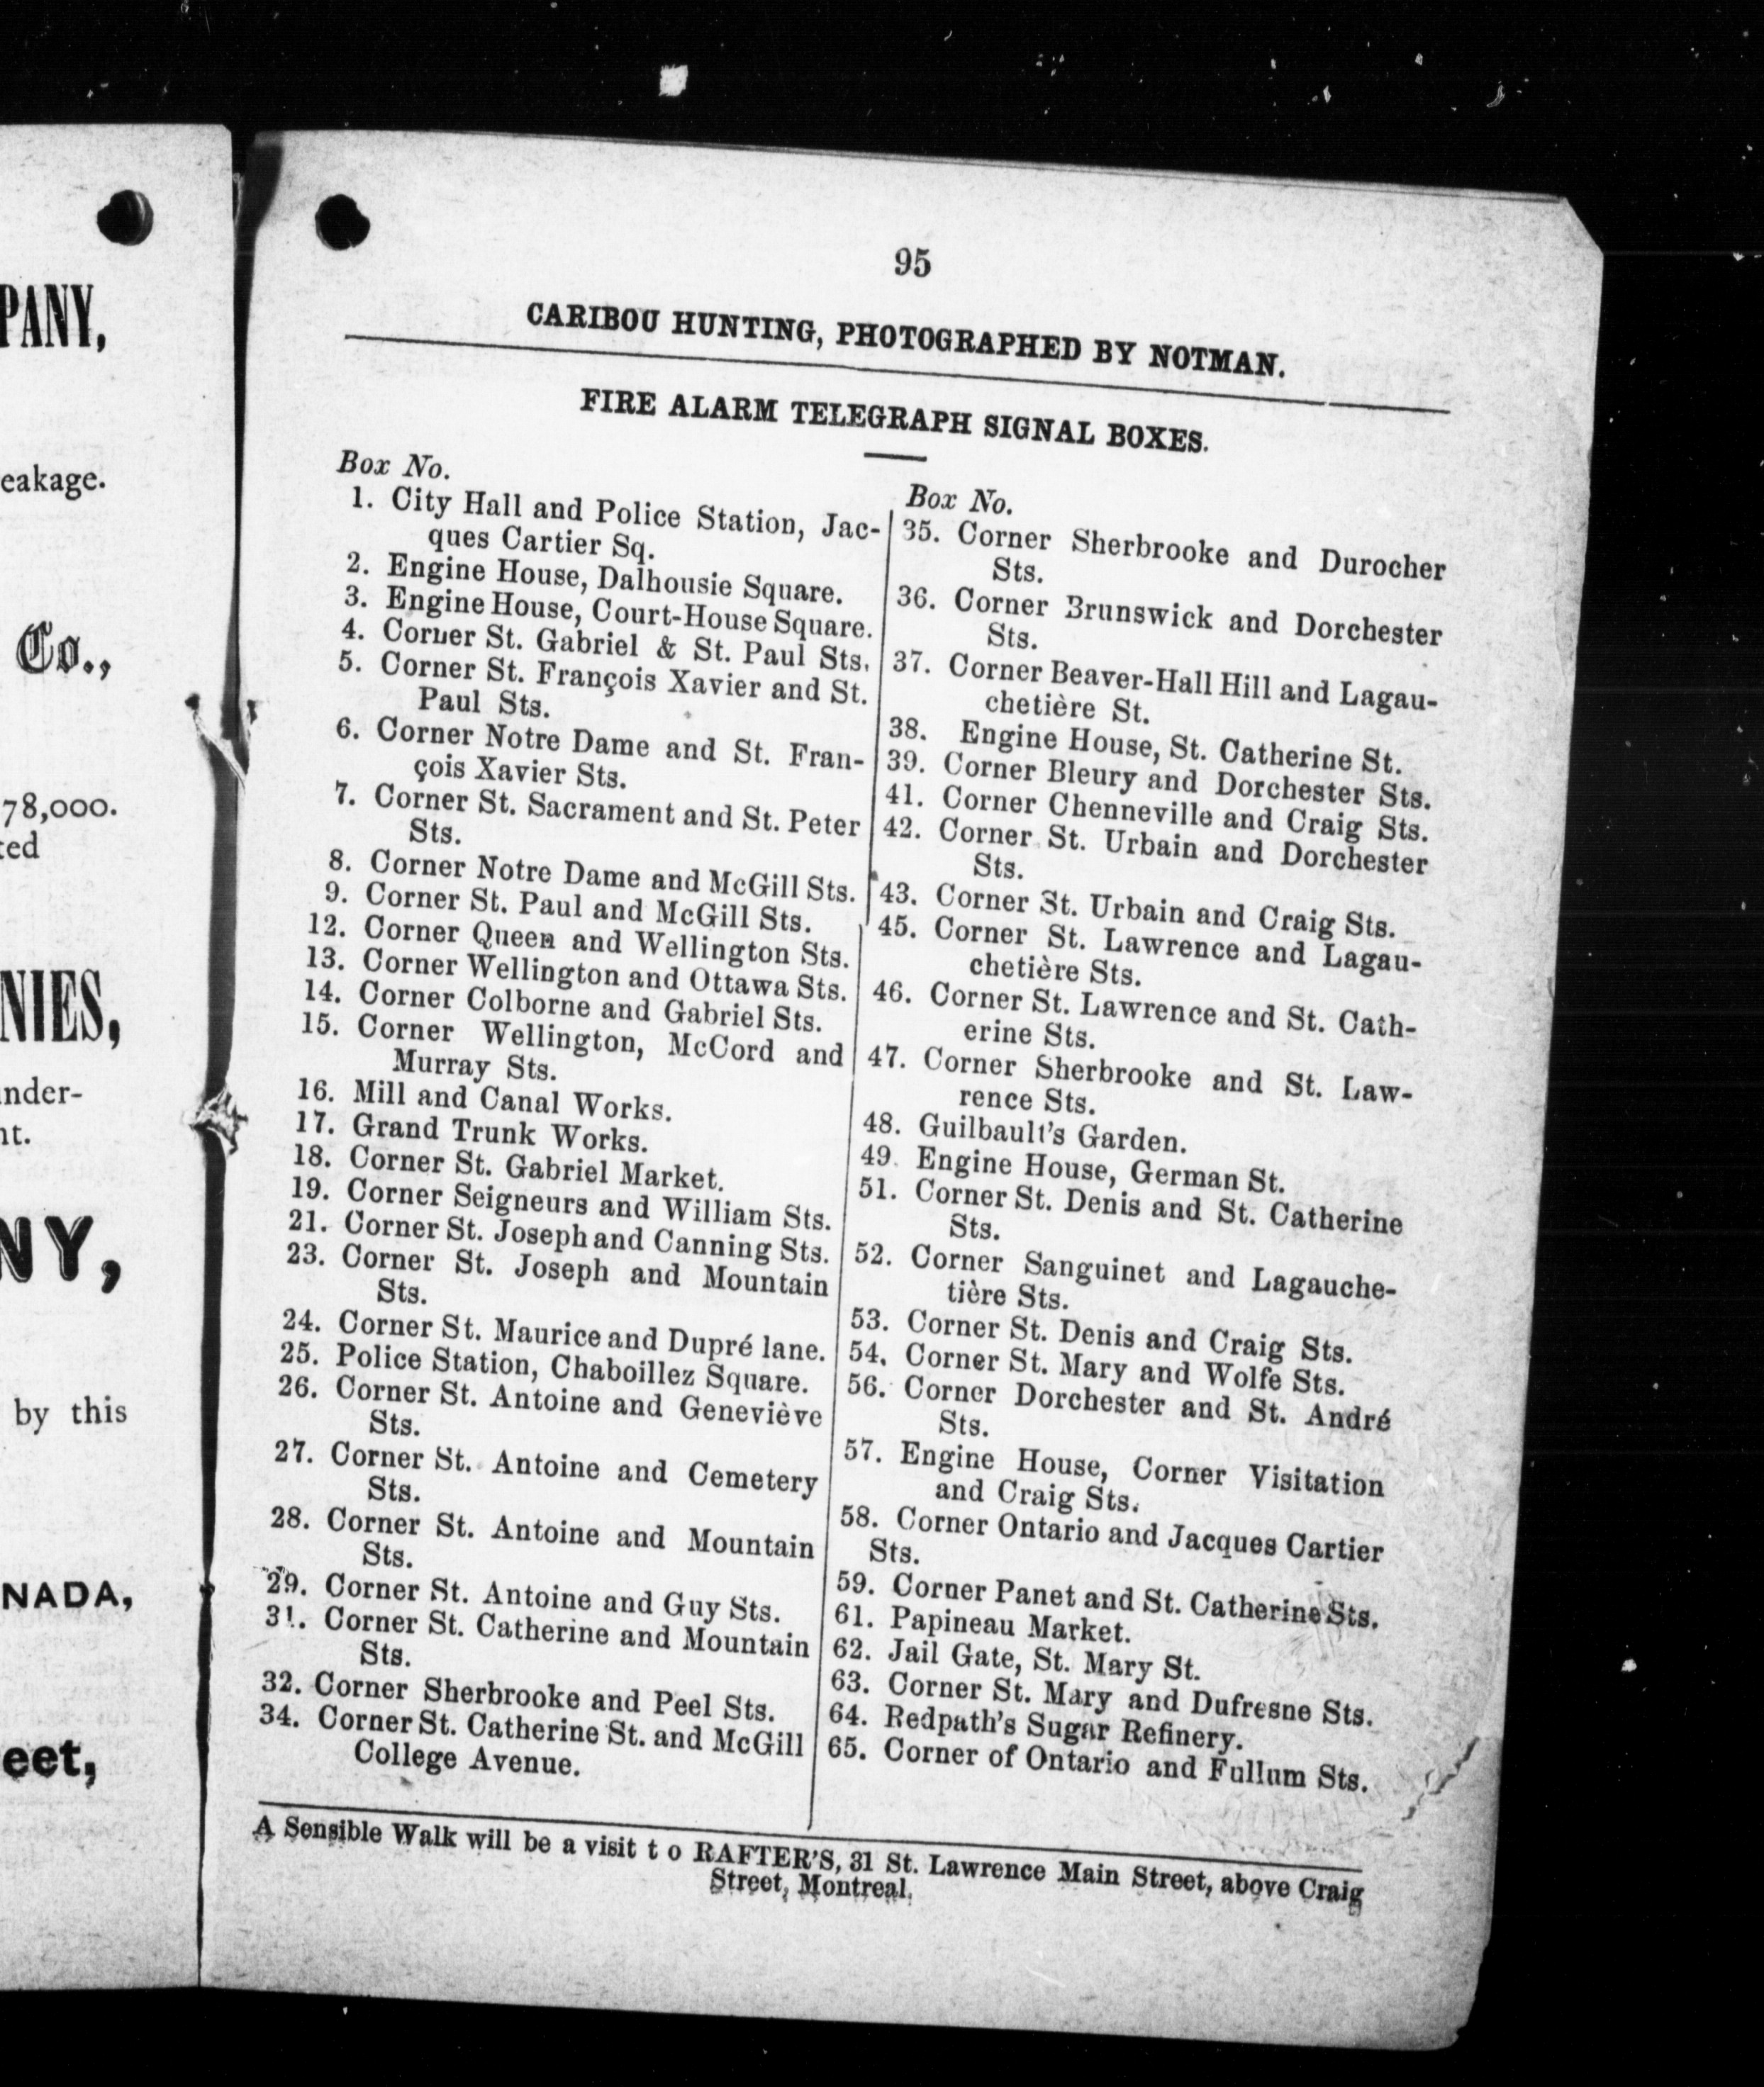 PANY,
eakage.
Co.,
78,000.
ted
NIES,
nder-
nt.
NY,
by this
NADA,
eet,
95
CARIBOU HUNTING, PHOTOGRAPHED BY NOTMAN.
FIRE ALARM TELEGRAPH SIGNAL BOXES.
Box No.
1. City Hall and Police Station, Jac-
ques Cartier Sq.
2. Engine House, Dalhousie Square.
3. Engine House, Court-House Square.
4. Corner St. Gabriel & St. Paul Sts.
5. Corner St. François Xavier and St.
Paul Sts.
6. Corner Notre Dame and St. Fran-
çois Xavier Sts.
7. Corner St. Sacrament and St. Peter
Sts.
8. Corner Notre Dame and McGill Sts.
9. Corner St. Paul and McGill Sts.
12. Corner Queen and Wellington Sts.
13. Corner Wellington and Ottawa Sts.
14. Corner Colborne and Gabriel Sts.
15. Corner Wellington, McCord and
Murray Sts.
16. Mill and Canal Works.
17. Grand Trunk Works.
18. Corner St. Gabriel Market.
19. Corner Seigneurs and William Sts.
21. Corner St. Joseph and Canning Sts.
23. Corner St. Joseph and Mountain
Sts.
24. Corner St. Maurice and Dupré lane.
25. Police Station, Chaboillez Square.
26. Corner St. Antoine and Geneviève
Sts.
27. Corner St. Antoine and Cemetery
Sts.
28. Corner St. Antoine and Mountain
Sts.
29. Corner St. Antoine and Guy Sts.
31. Corner St. Catherine and Mountain
Sts.
32. Corner Sherbrooke and Peel Sts.
34. Corner St. Catherine St. and McGill
College Avenue.
Box No.
35. Corner Sherbrooke and Durocher
Sts.
36. Corner Brunswick and Dorchester
Sts.
37. Corner Beaver-Hall Hill and Lagau-
chetière St.
38. Engine House, St. Catherine St.
39. Corner Bleury and Dorchester Sts.
41. Corner Chenneville and Craig Sts.
42. Corner St. Urbain and Dorchester
Sts.
43. Corner St. Urbain and Craig Sts.
45. Corner St. Lawrence and Lagau-
chetière Sts.
46. Corner St. Lawrence and St. Cath-
erine Sts.
47. Corner Sherbrooke and St. Law-
rence Sts.
48. Guilbault's Garden.
49. Engine House, German St.
51. Corner St. Denis and St. Catherine
Sts.
52. Corner Sanguinet and Lagauche-
tière Sts.
53. Corner St. Denis and Craig Sts.
54. Corner St. Mary and Wolfe Sts.
56. Corner Dorchester and St. André
Sts.
57. Engine House, Corner Visitation
and Craig Sts.
58. Corner Ontario and Jacques Cartier
Sts.
59. Corner Panet and St. Catherine Sts.
61. Papineau Market.
62. Jail Gate, St. Mary St.
63. Corner St. Mary and Dufresne Sts.
64. Redpath's Sugar Refinery.
65. Corner of Ontario and Fullum Sts.
A Sensible Walk will be a visit t o RAFTER'S, 31 St. Lawrence Main Street, above Craig
Street, Montreal.